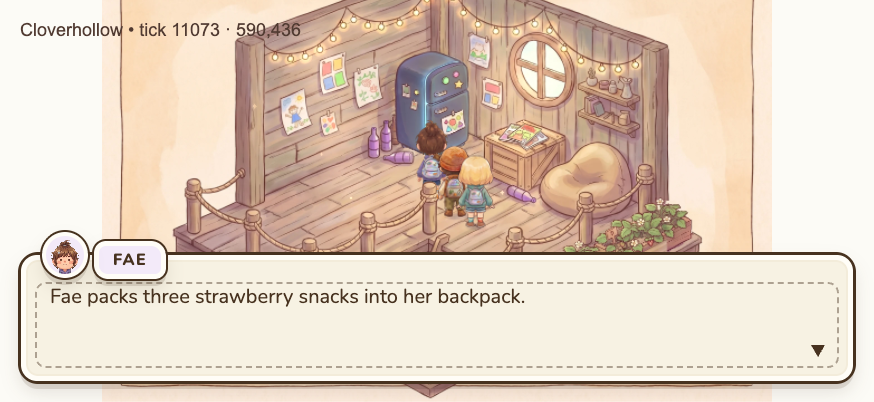 Cloverhollow • tick 11073 · 590,436
FAE
Fae packs three strawberry snacks into her backpack.